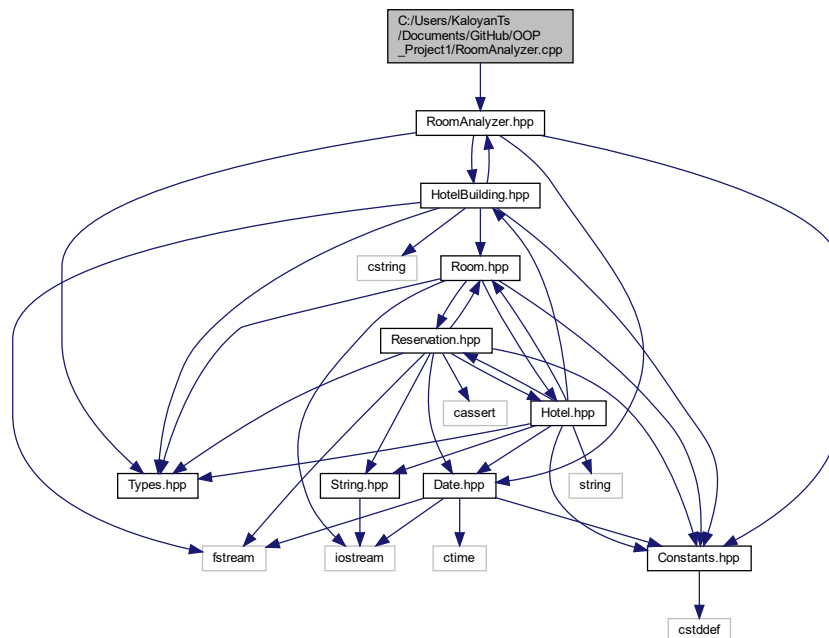 C:/Users/KaloyanTs
/Documents/GitHub/OOP
_Project1/RoomAnalyzer.cpp
RoomAnalyzer.hpp
HotelBuilding.hpp
cstring
Room.hpp
Reservation.hpp
cassert
Hotel.hpp
Types.hpp
String.hpp
Date.hpp
string
fstream
iostream
ctime
Constants.hpp
cstddef